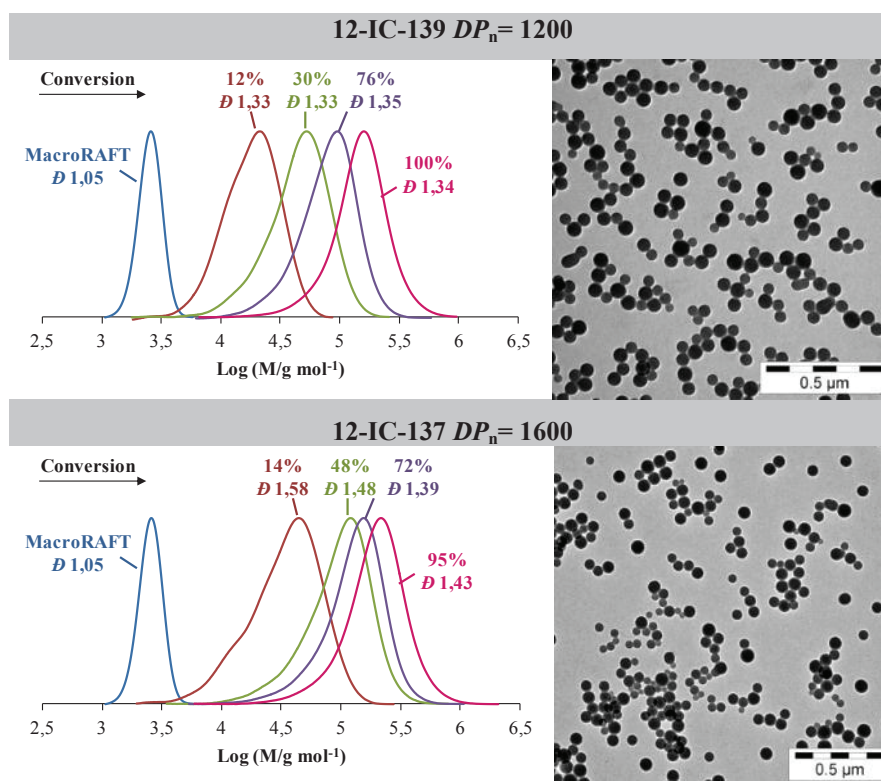 12-IC-139 DPn= 1200
Conversion
12%
Đ 1,33
30%
Đ 1,33
76%
Đ 1,35
MacroRAFT
Đ 1,05
100%
Đ 1,34
2,5 3 3,5 4 4,5 5 5,5 6 6,5
Log (M/g mol⁻¹)
0.5 µm
12-IC-137 DPn= 1600
Conversion
14%
Đ 1,58
48%
Đ 1,48
72%
Đ 1,39
MacroRAFT
Đ 1,05
95%
Đ 1,43
2,5 3 3,5 4 4,5 5 5,5 6 6,5
Log (M/g mol⁻¹)
0.5 µm